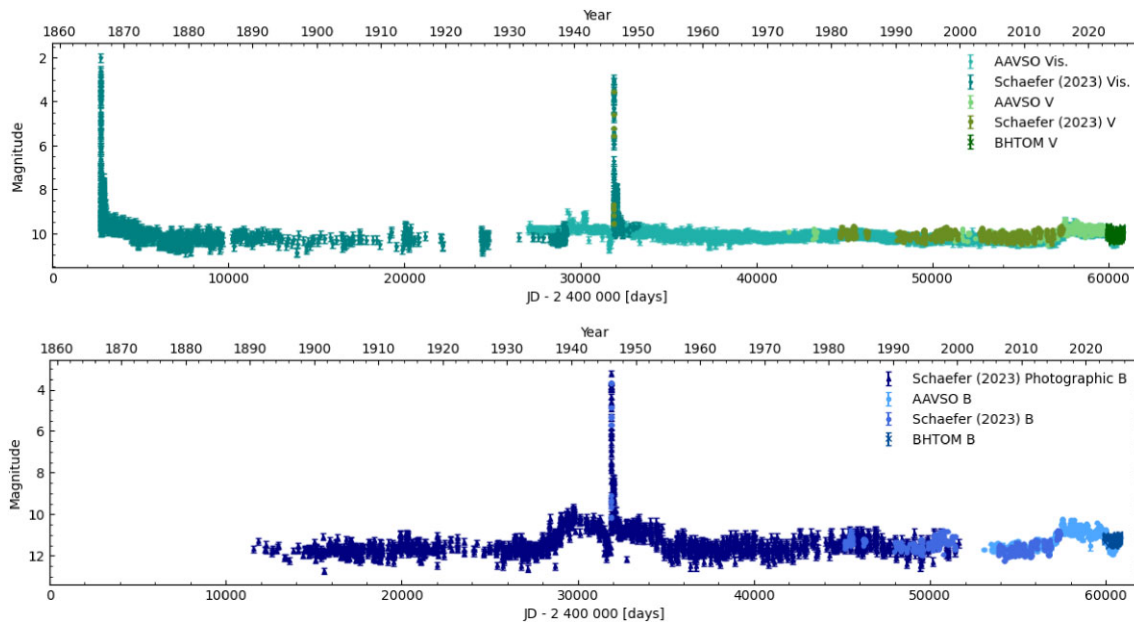 Year
1860 1870 1880 1890 1900 1910 1920 1930 1940 1950 1960 1970 1980 1990 2000 2010 2020
2
4
6
8
10
Magnitude
AAVSO Vis.
Schaefer (2023) Vis.
AAVSO V
Schaefer (2023) V
BHTOM V
0 10000 20000 30000 40000 50000 60000
JD - 2 400 000 [days]
Year
1860 1870 1880 1890 1900 1910 1920 1930 1940 1950 1960 1970 1980 1990 2000 2010 2020
4
6
8
10
12
Magnitude
Schaefer (2023) Photographic B
AAVSO B
Schaefer (2023) B
BHTOM B
0 10000 20000 30000 40000 50000 60000
JD - 2 400 000 [days]